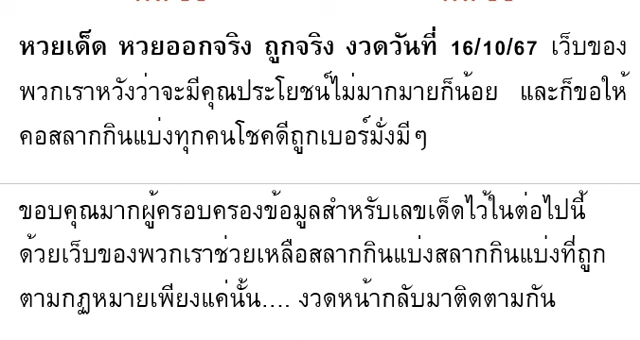 หวยเด็ด หวยออกจริง ถูกจริง งวดวันที่ 16/10/67 เว็บของ
พวกเราหวังว่าจะมีคุณประโยชน์ไม่มากมายก็น้อย และก็ขอให้
คอสลากกินแบ่งทุกคนโชคดีถูกเบอร์มั่งมีๆ
ขอบคุณมากผู้ครอบครองข้อมูลสำหรับเลขเด็ดไว้ในต่อไปนี้
ด้วยเว็บของพวกเราช่วยเหลือสลากกินแบ่งสลากกินแบ่งที่ถูก
ตามกฎหมายเพียงแค่นั้น.... งวดหน้ากลับมาติดตามกัน